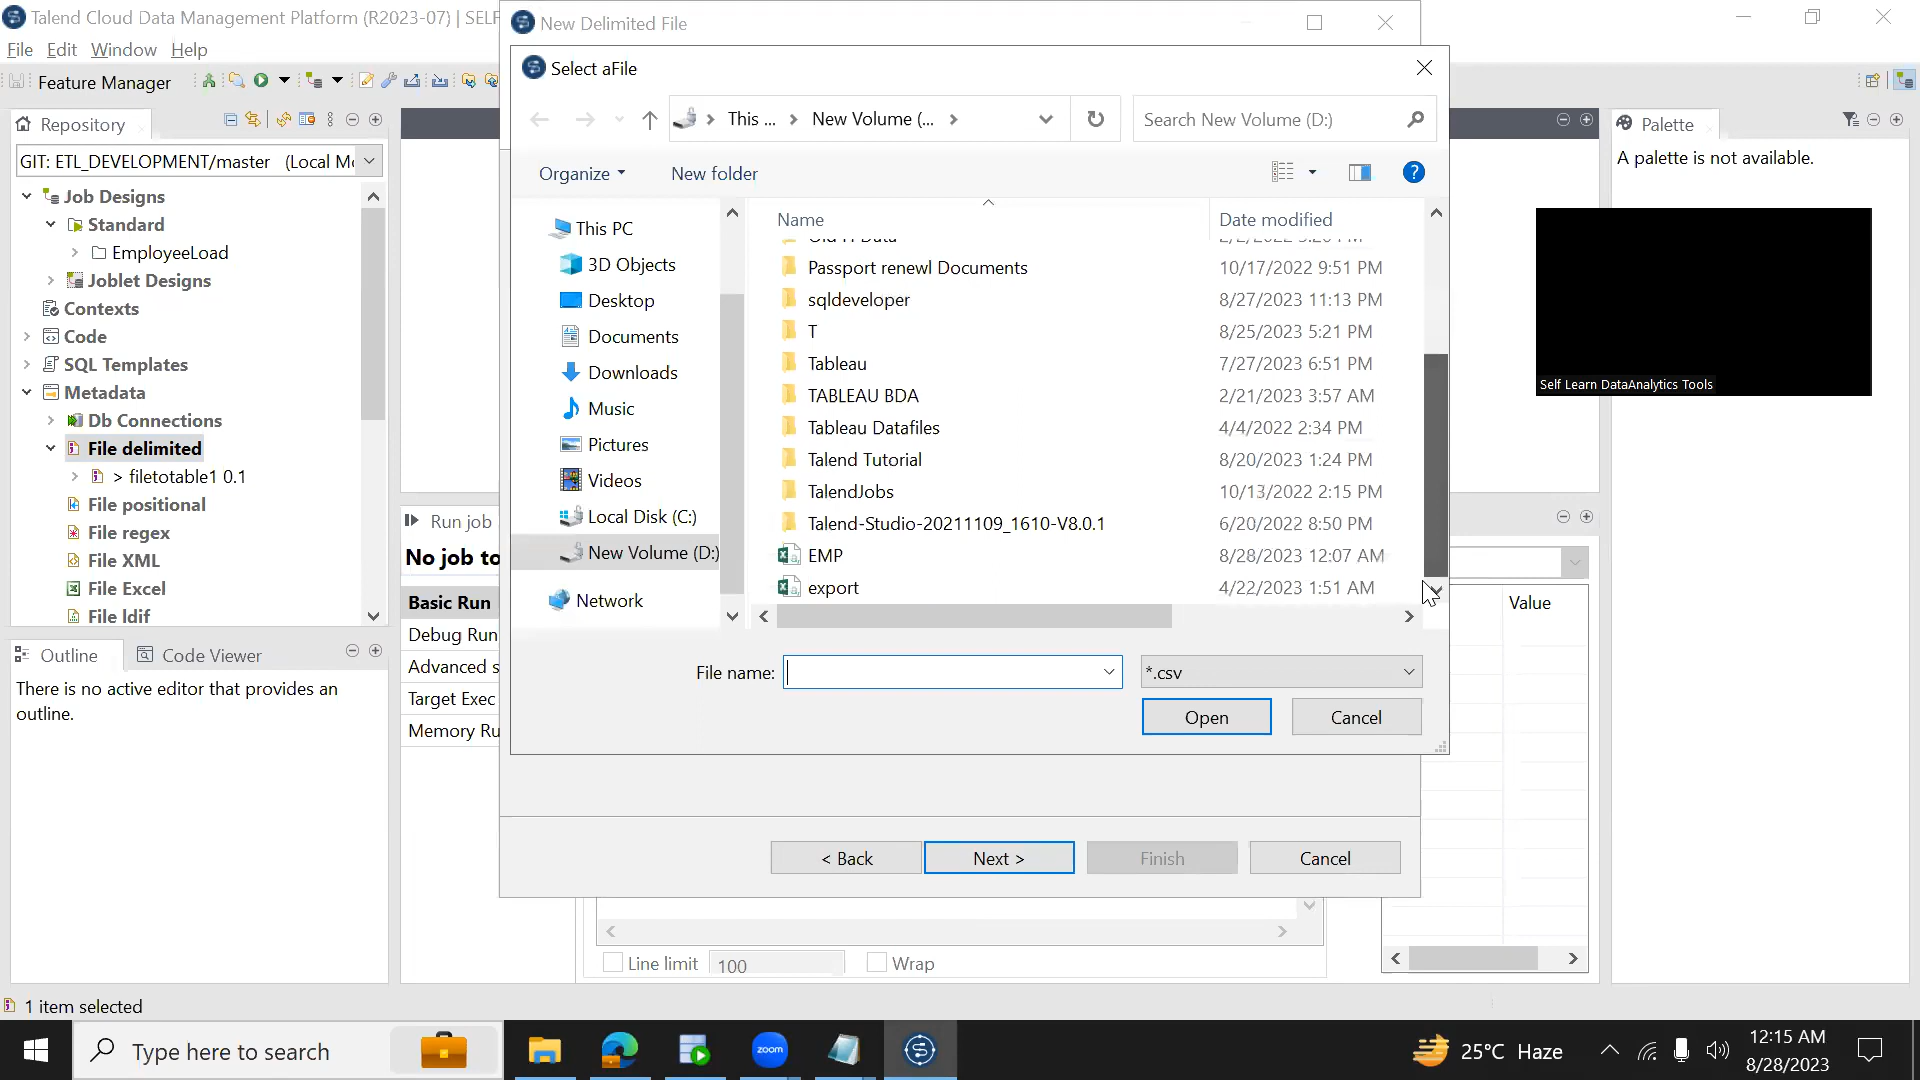 Talend Cloud Data Management Platform (R2023-07) | SELF
File Edit Window Help
Feature Manager
Repository
GIT: ETL_DEVELOPMENT/master (Local Mo
Job Designs
Standard
EmployeeLoad
Joblet Designs
Contexts
Code
SQL Templates
Metadata
Db Connections
File delimited
> filetotable1 0.1
File positional
File regex
File XML
File Excel
File ldif
Outline
Code Viewer
There is no active editor that provides an
outline.
1 item selected
Run job
No job to
Basic Run
Debug Run
Advanced s
Target Exec
Memory Ru
New Delimited File
Select aFile
This ... New Volume (...
Search New Volume (D:)
Organize
New folder
This PC
3D Objects
Desktop
Documents
Downloads
Music
Pictures
Videos
Local Disk (C:)
New Volume (D:)
Network
Name Date modified
Passport renewl Documents 10/17/2022 9:51 PM
sqldeveloper 8/27/2023 11:13 PM
T 8/25/2023 5:21 PM
Tableau 7/27/2023 6:51 PM
TABLEAU BDA 2/21/2023 3:57 AM
Tableau Datafiles 4/4/2022 2:34 PM
Talend Tutorial 8/20/2023 1:24 PM
TalendJobs 10/13/2022 2:15 PM
Talend-Studio-20211109_1610-V8.0.1 6/20/2022 8:50 PM
EMP 8/28/2023 12:07 AM
export 4/22/2023 1:51 AM
File name:
*.csv
Open
Cancel
< Back
Next >
Finish
Cancel
Line limit 100
Wrap
Value
Palette
A palette is not available.
Self Learn DataAnalytics Tools
Type here to search
zoom
25°C Haze
12:15 AM
8/28/2023